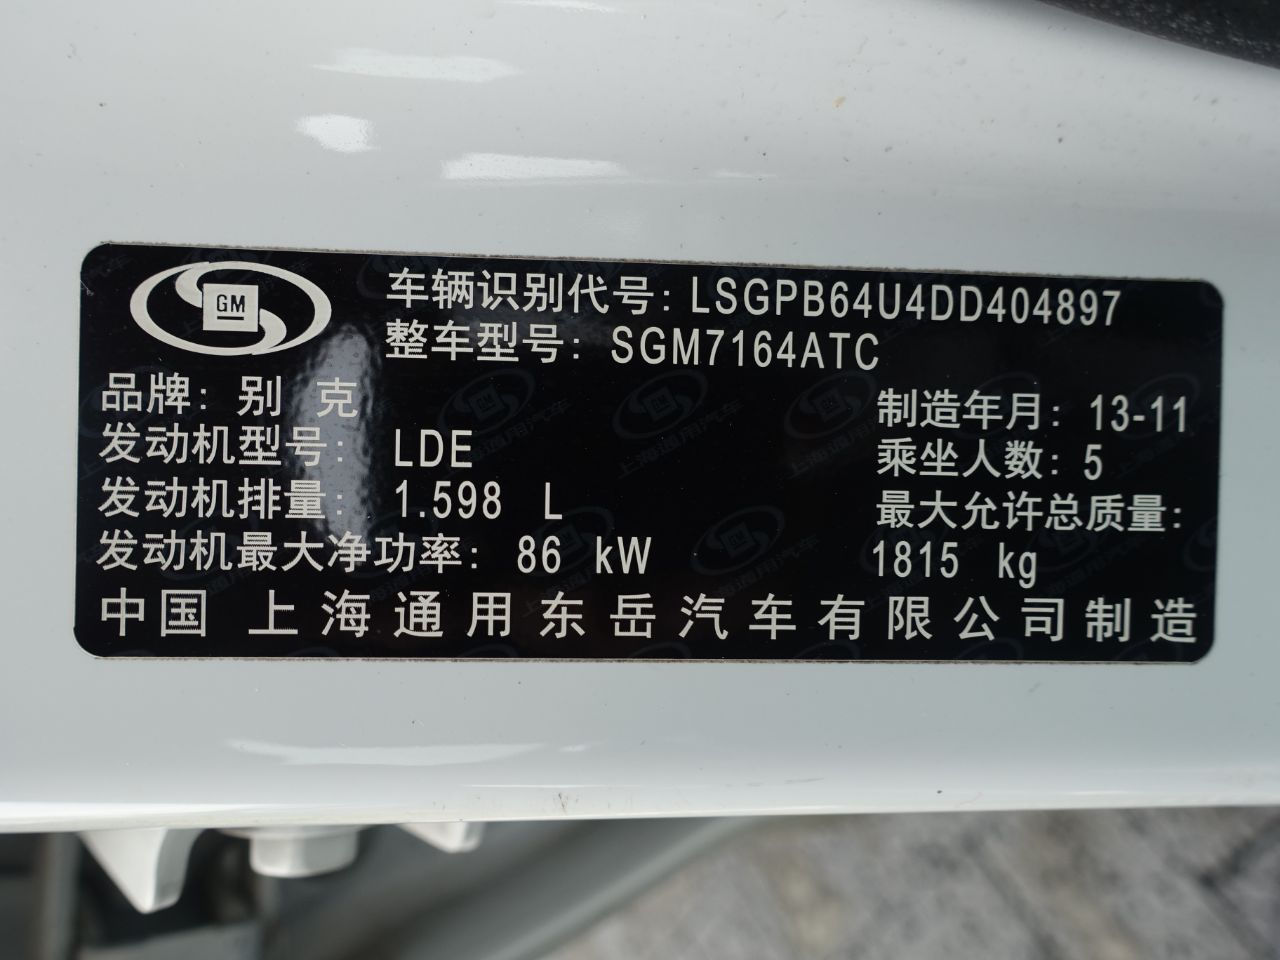 GM
车辆识别代号: LSGPB64U4DD404897
整车型号: SGM7164ATC
品牌: 别 克
制造年月: 13-11
发动机型号: LDE
乘坐人数: 5
发动机排量: 1.598 L
最大允许总质量:
1815 kg
发动机最大净功率: 86 kW
中国 上海通用东岳汽车有限公司制造